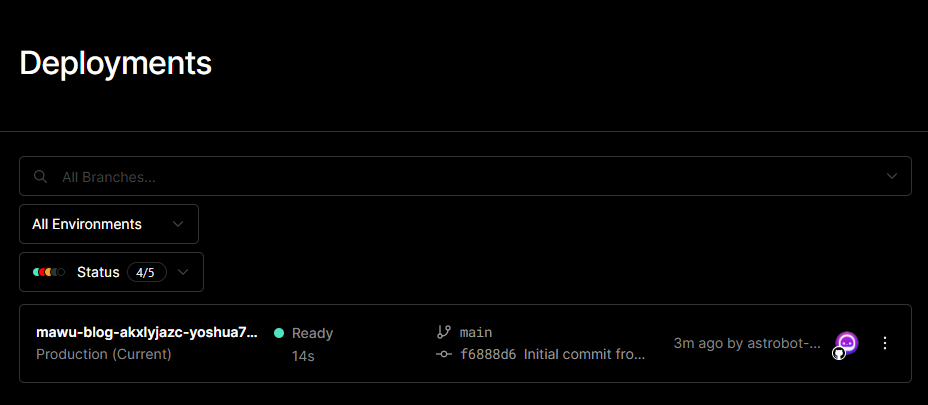 Deployments
All Branches...
All Environments
Status 4/5
mawu-blog-akxlyjazc-yoshua7... Ready main
Production (Current) 14s f6888d6 Initial commit fro... 3m ago by astrobot-...